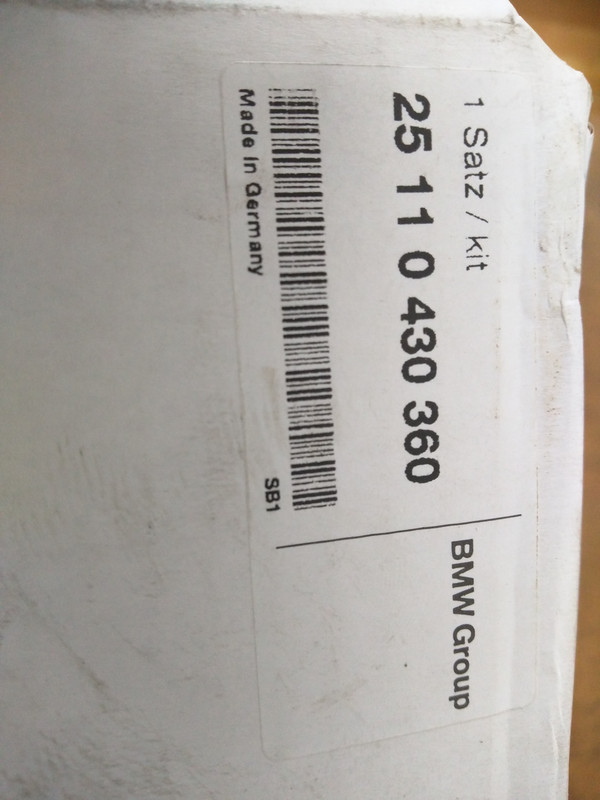 1 Satz / kit
25 11 0 430 360
Made In Germany
SB1
BMW Group